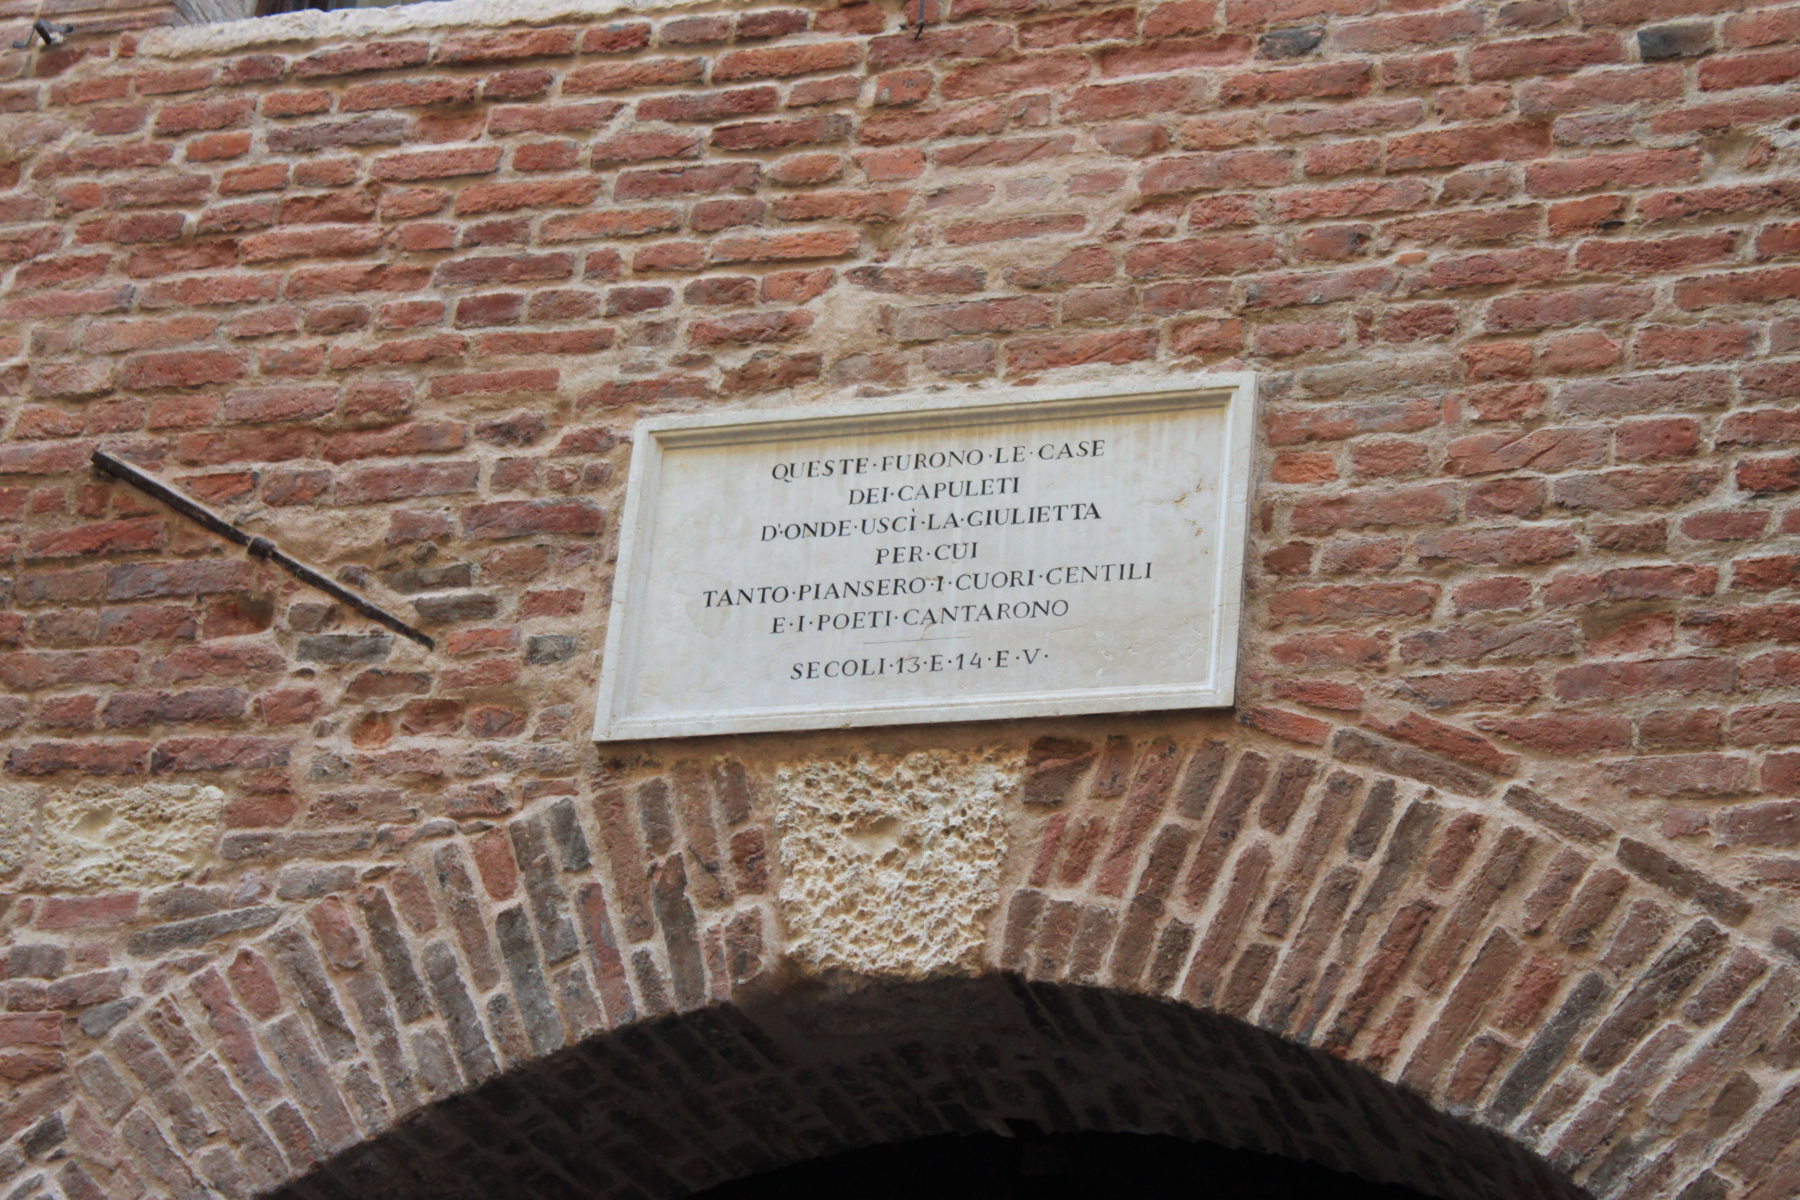 QUESTE·FURONO·LE·CASE
DEI·CAPULETI
D'·ONDE·USCÌ·LA·GIULIETTA
PER·CUI
TANTO·PIANSERO·I·CUORI·GENTILI
E·I·POETI·CANTARONO
SECOLI·13·E·14·E·V·